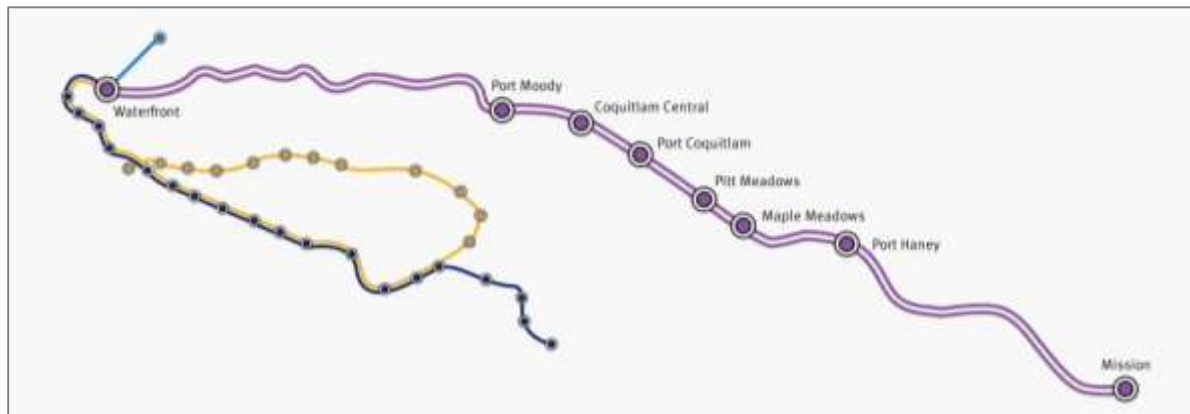 Waterfront
Port Moody
Coquitlam Central
Port Coquitlam
Pitt Meadows
Maple Meadows
Port Haney
Mission